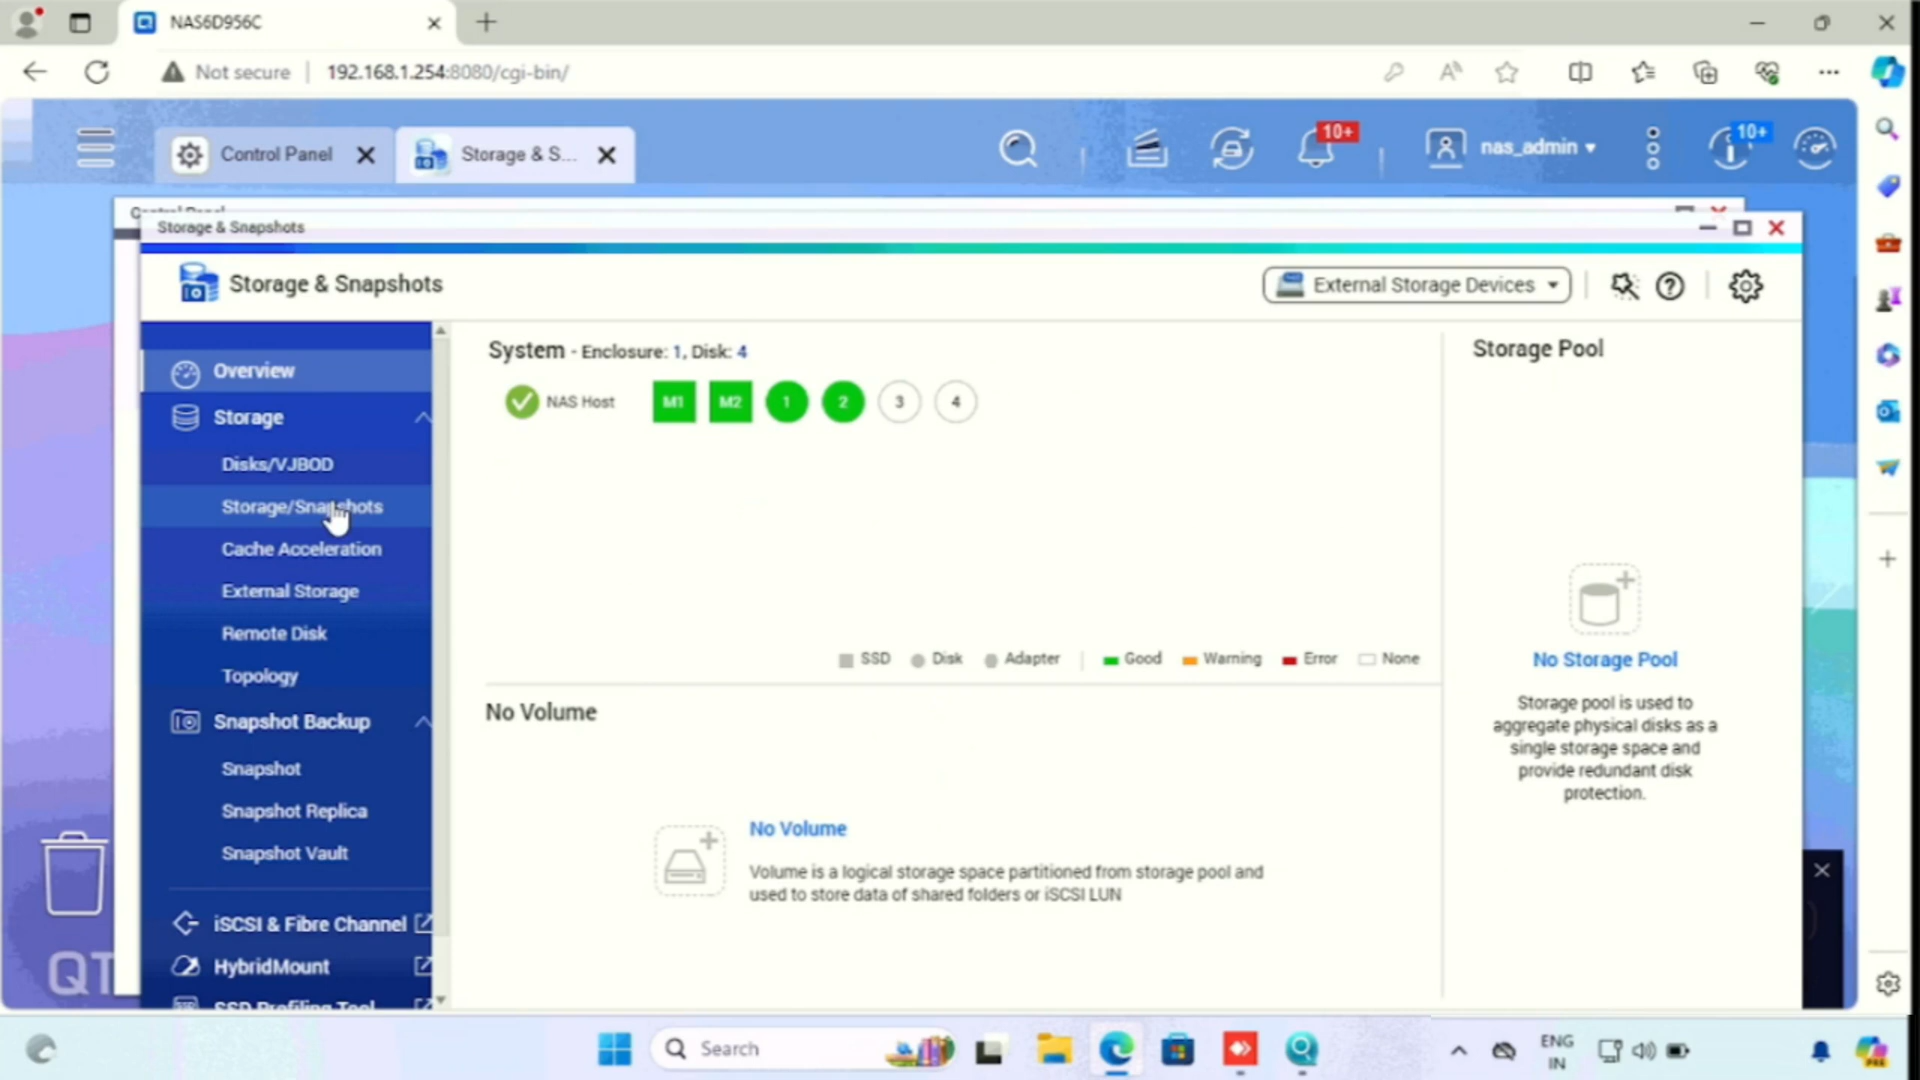 NAS6D956C
Not secure
192.168.1.254:8080/cgi-bin/
Control Panel
Storage & S...
10+
nas_admin
10+
Storage & Snapshots
Storage & Snapshots
External Storage Devices
Overview
Storage
Disks/VJBOD
Storage/Snapshots
Cache Acceleration
External Storage
Remote Disk
Topology
Snapshot Backup
Snapshot
Snapshot Replica
Snapshot Vault
iSCSI & Fibre Channel
HybridMount
SSD Profiling Tool
System - Enclosure: 1, Disk: 4
NAS Host
M1
M2
1
2
3
4
SSD
Disk
Adapter
Good
Warning
Error
None
No Volume
No Volume
Volume is a logical storage space partitioned from storage pool and
used to store data of shared folders or iSCSI LUN
Storage Pool
No Storage Pool
Storage pool is used to
aggregate physical disks as a
single storage space and
provide redundant disk
protection.
QT
Search
ENG
IN